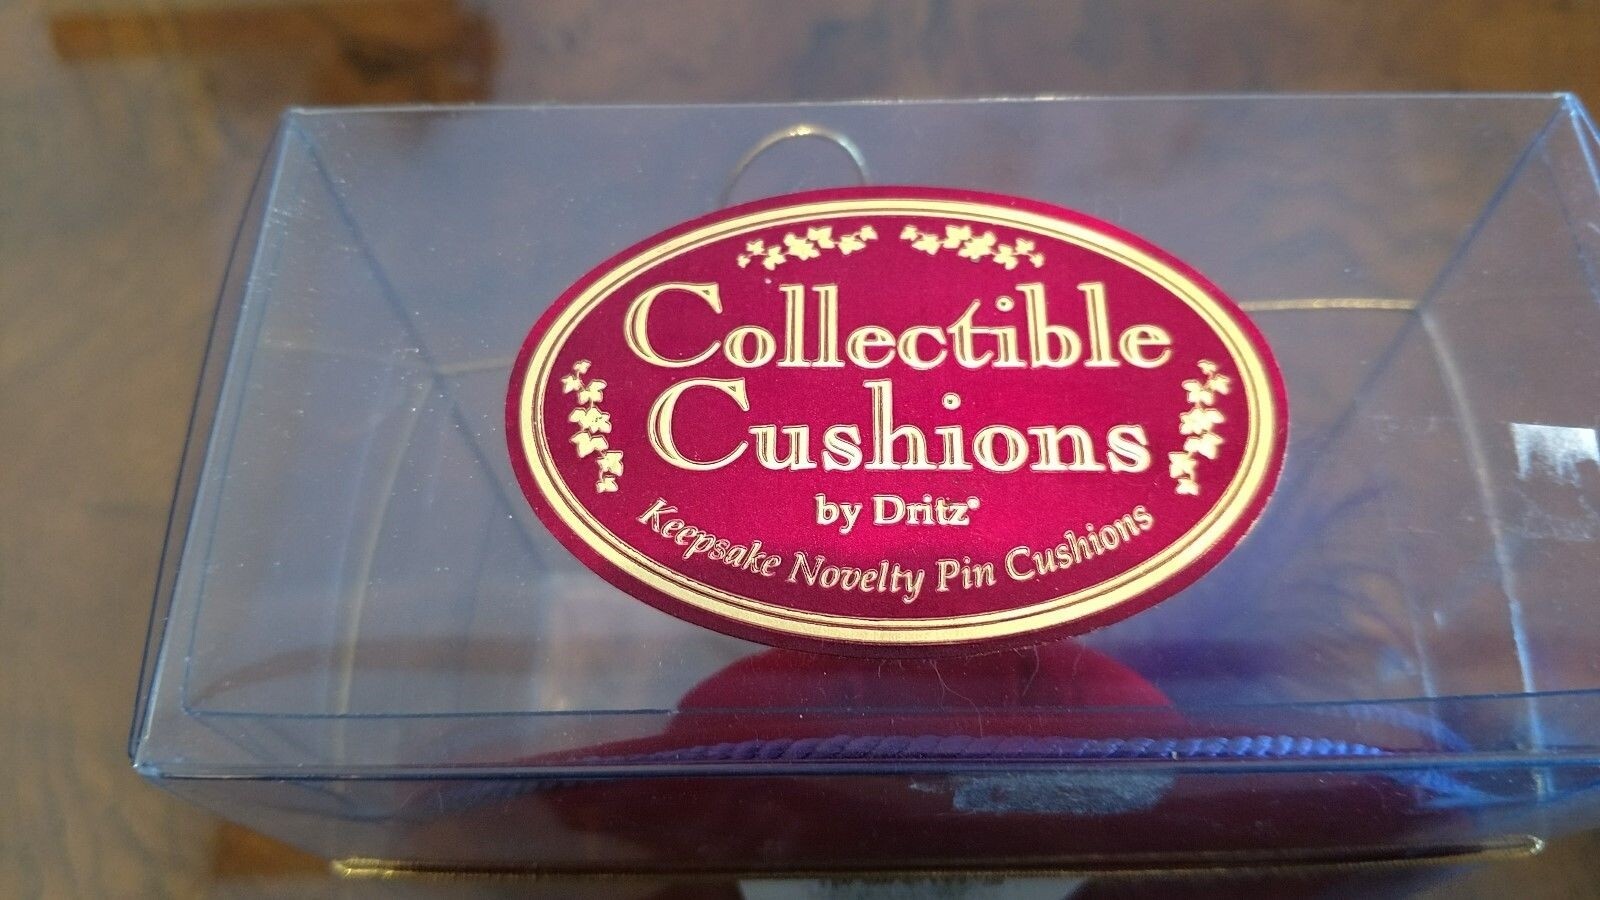 Collectible
Cushions
by Dritz®
Keepsake Novelty Pin Cushions